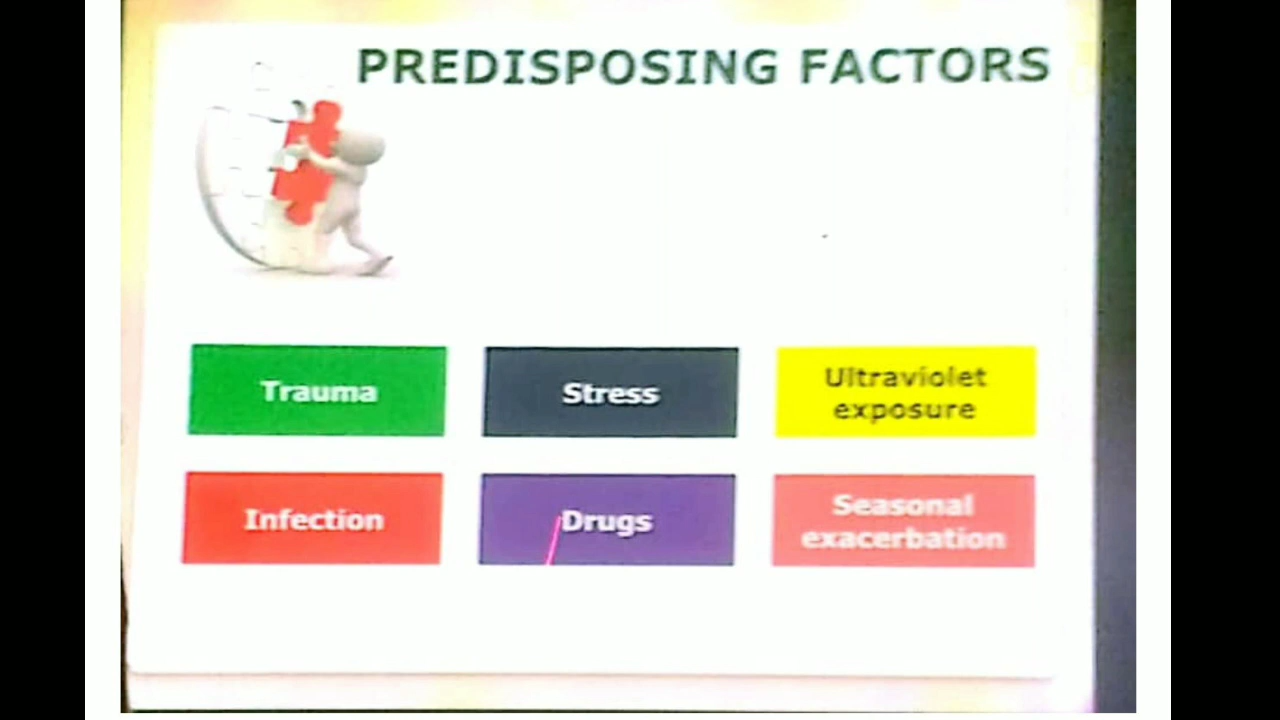 PREDISPOSING FACTORS
Trauma
Stress
Ultraviolet
exposure
Infection
Drugs
Seasonal
exacerbation